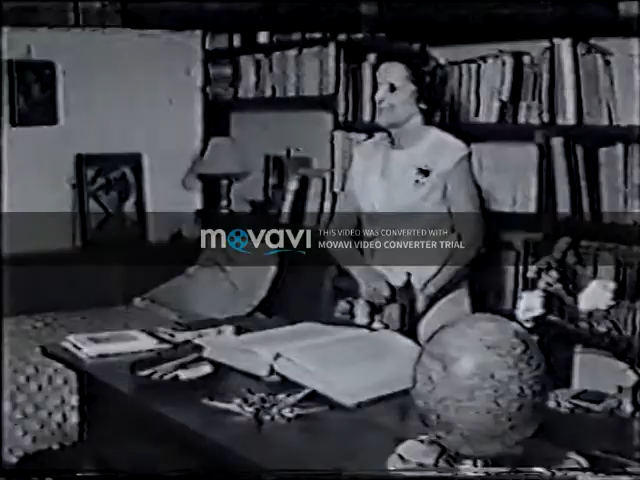 movavi
THIS VIDEO WAS CONVERTED WITH
MOVAVI VIDEO CONVERTER TRIAL